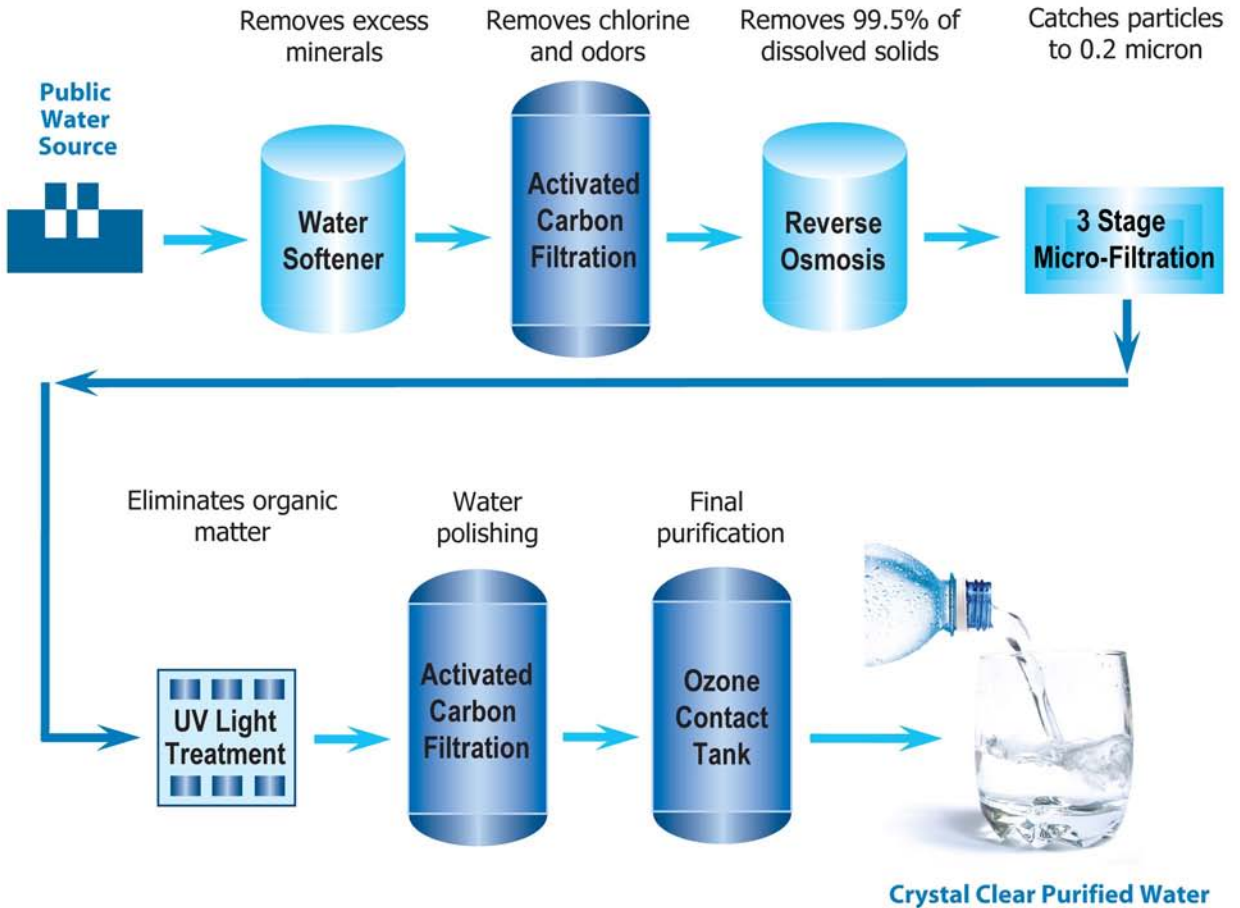 Removes excess
minerals
Removes chlorine
and odors
Removes 99.5% of
dissolved solids
Catches particles
to 0.2 micron
Public
Water
Source
Water
Softener
Activated
Carbon
Filtration
Reverse
Osmosis
3 Stage
Micro-Filtration
Eliminates organic
matter
Water
polishing
Final
purification
UV Light
Treatment
Activated
Carbon
Filtration
Ozone
Contact
Tank
Crystal Clear Purified Water